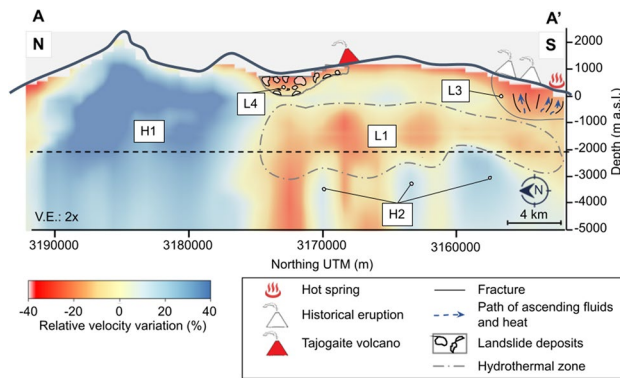 A
N
A'
S
2000
1000
0
-1000
-2000
-3000
-4000
-5000
Depth (m a.s.l.)
L4
L3
H1
L1
H2
N
V.E.: 2x
4 km
3190000
3180000
3170000
3160000
Northing UTM (m)
-40
-20
0
20
40
Relative velocity variation (%)
Hot spring
Historical eruption
Tajogaite volcano
Fracture
Path of ascending fluids
and heat
Landslide deposits
Hydrothermal zone